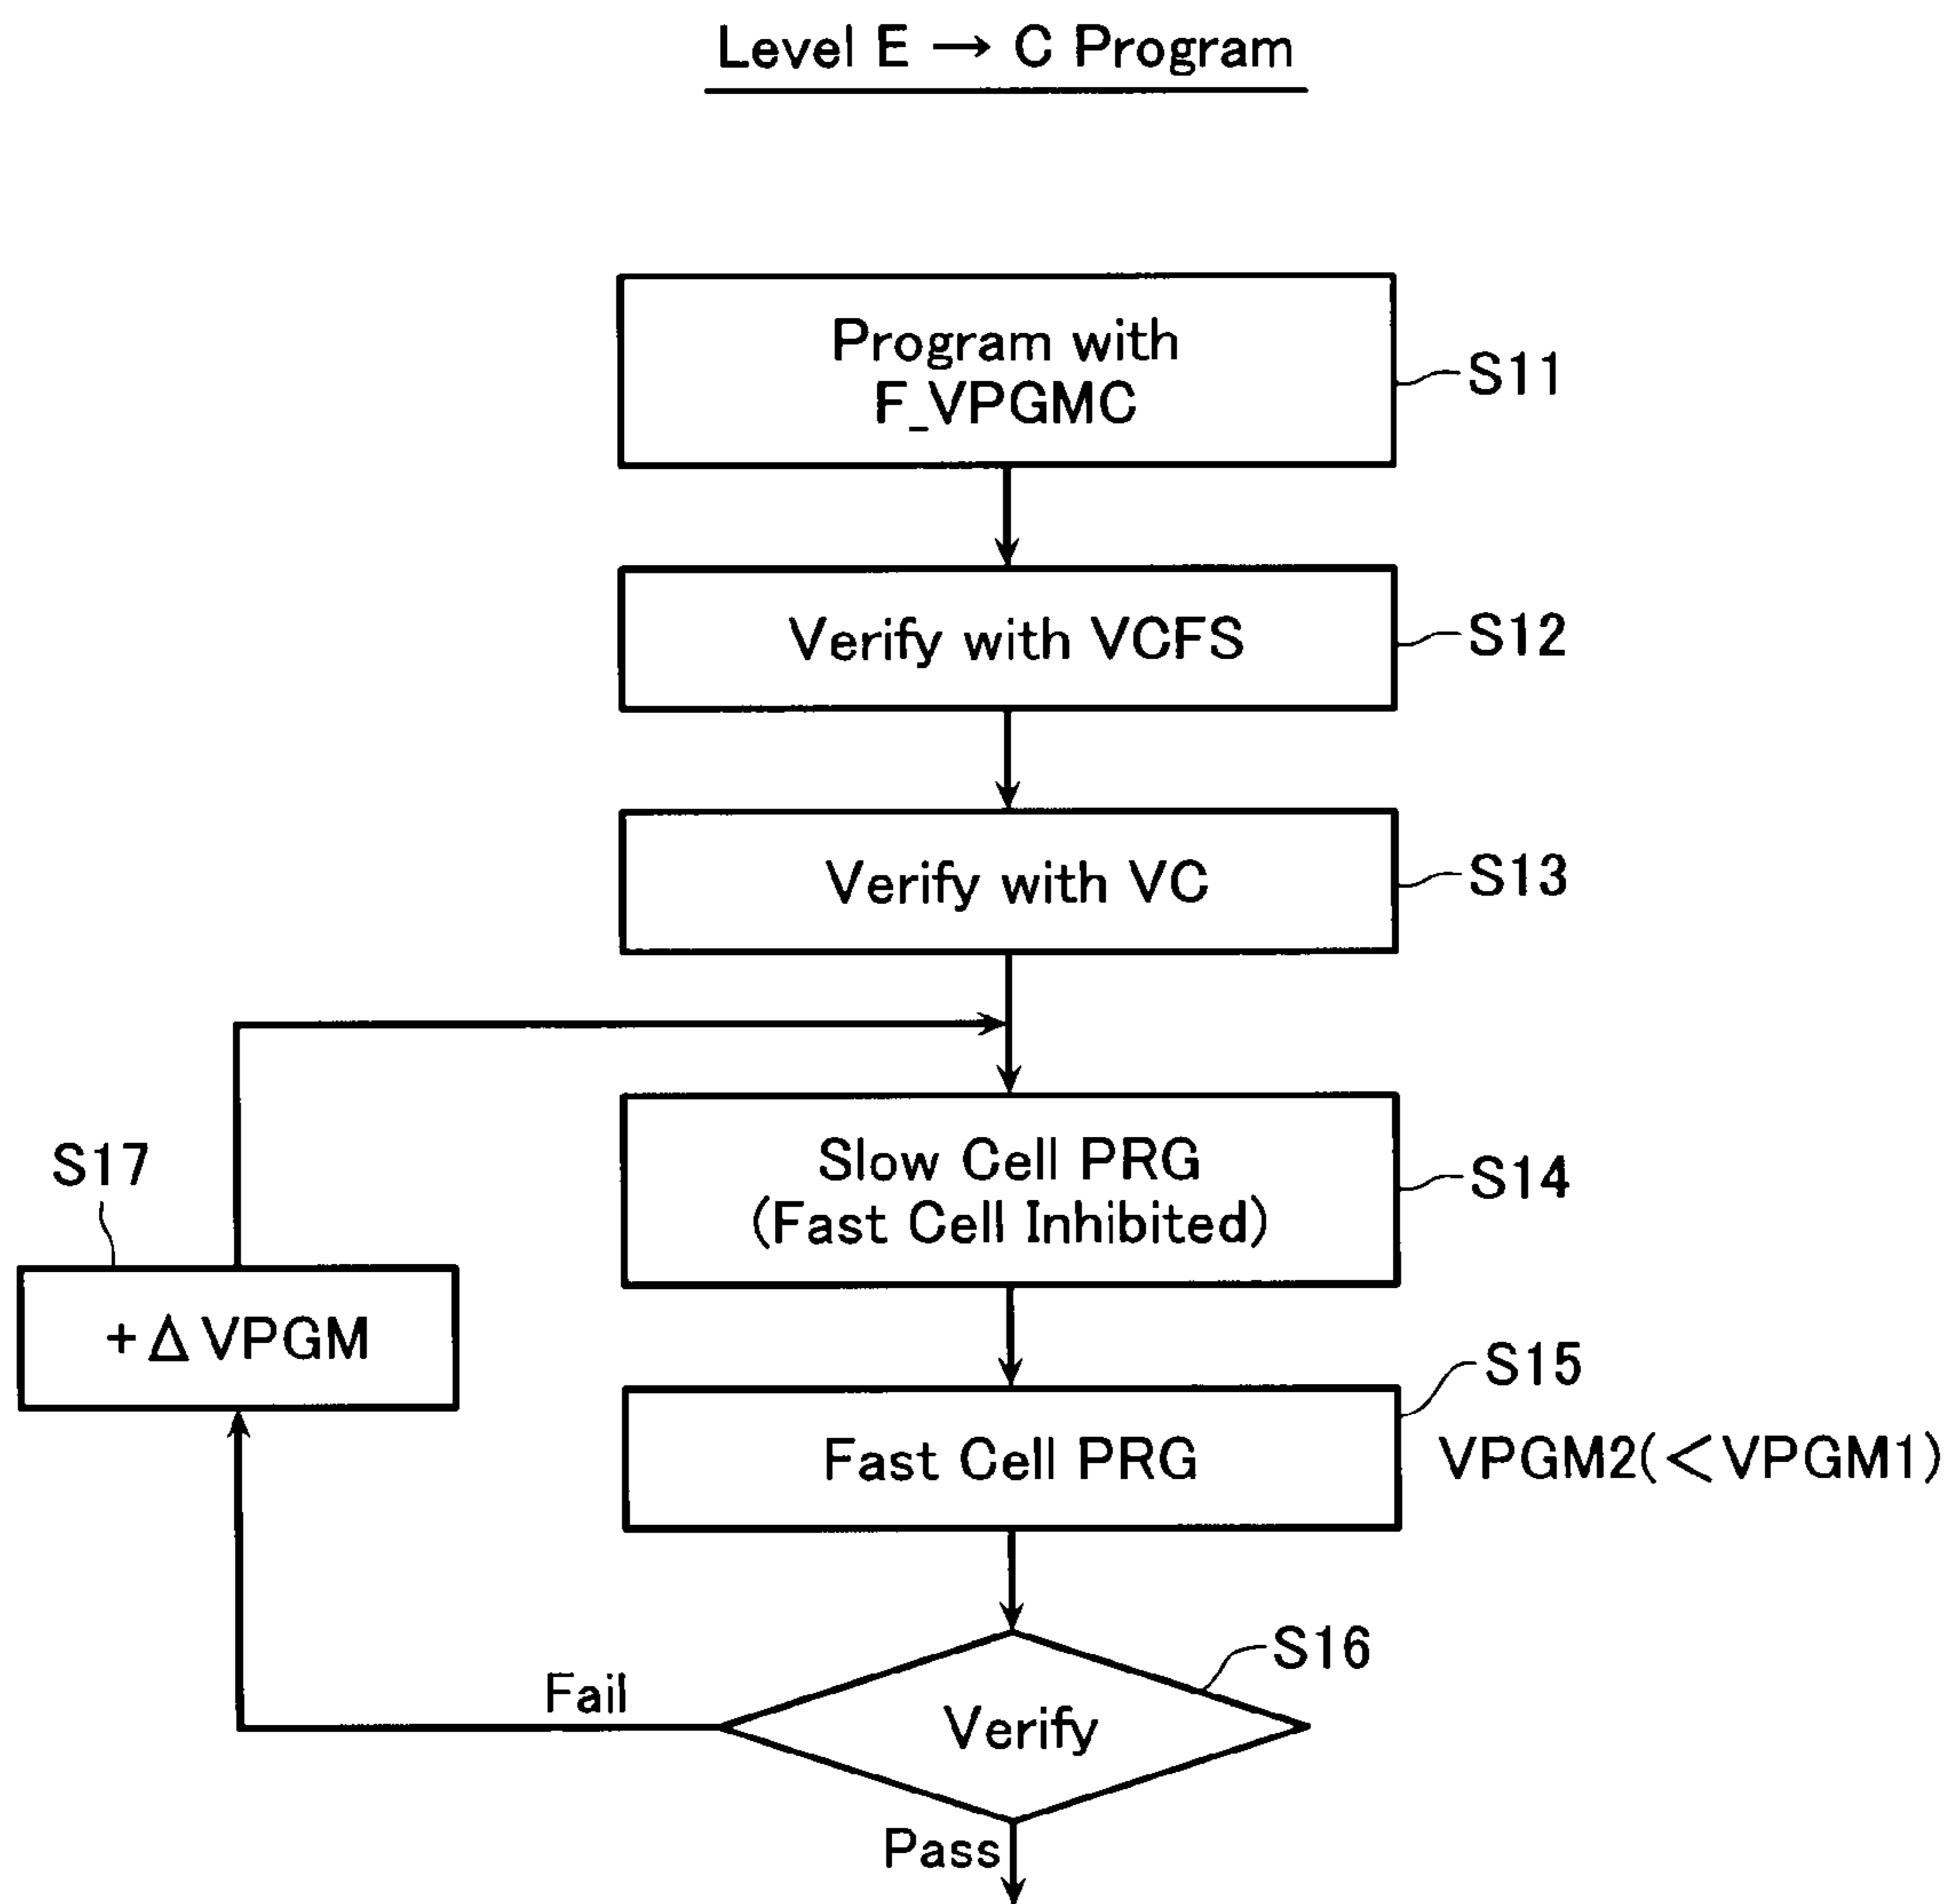 Level E → C Program
Program with
F_VPGMC
S11
Verify with VCFS
S12
Verify with VC
S13
Slow Cell PRG
(Fast Cell Inhibited)
S14
S17
+ΔVPGM
Fast Cell PRG
S15
VPGM2(<VPGM1)
S16
Verify
Fail
Pass